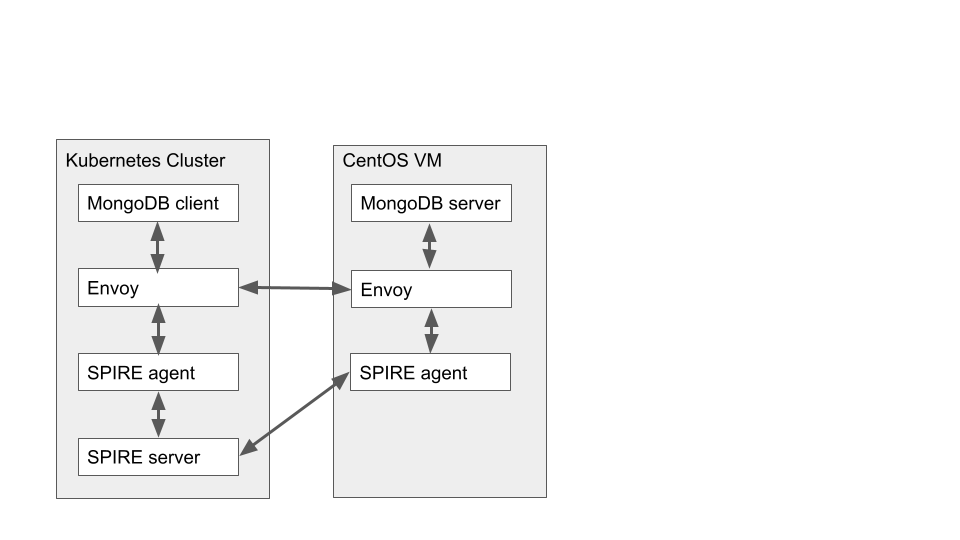 Kubernetes Cluster
MongoDB client
Envoy
SPIRE agent
SPIRE server
CentOS VM
MongoDB server
Envoy
SPIRE agent